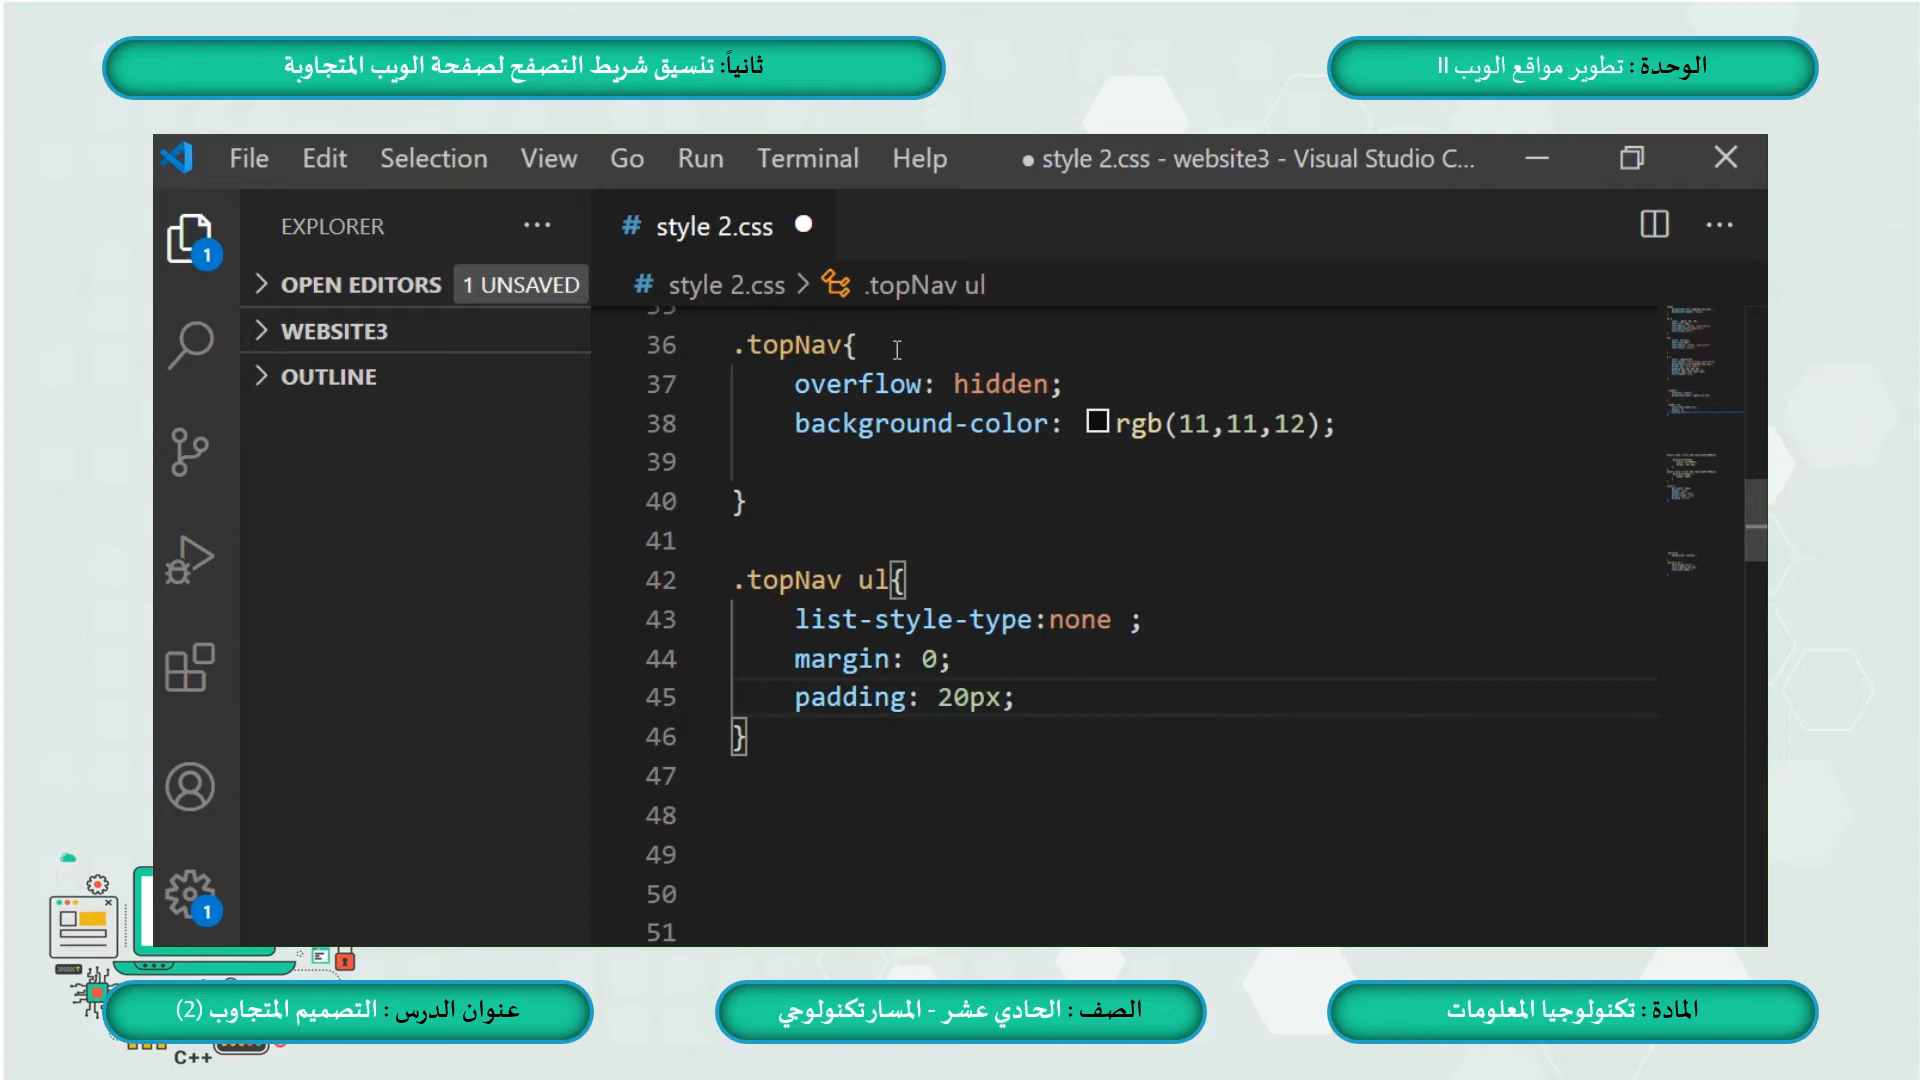 الوحدة : تطوير مواقع الويب II
ثانياً: تنسيق شريط التصفح لصفحة الويب المتجاوبة
File Edit Selection View Go Run Terminal Help ● style 2.css - website3 - Visual Studio C...
EXPLORER ...
# style 2.css ● ...
1
OPEN EDITORS 1 UNSAVED
# style 2.css > .topNav ul
WEBSITE3
OUTLINE
35
36 .topNav{
37 overflow: hidden;
38 background-color: rgb(11,11,12);
39
40 }
41
42 .topNav ul{
43 list-style-type:none ;
44 margin: 0;
45 padding: 20px;
46 }
47
48
49
50
51
1
المادة : تكنولوجيا المعلومات
الصف : الحادي عشر - المسار تكنولوجي
عنوان الدرس : التصميم المتجاوب (2)
C++